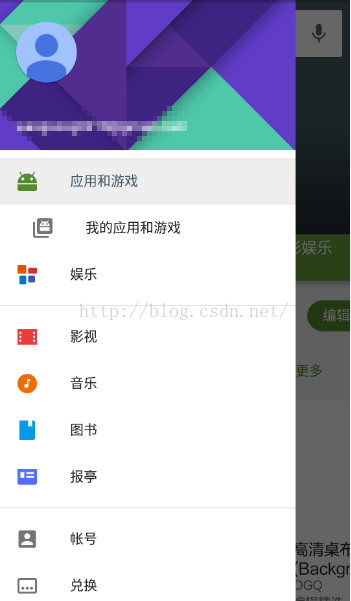 应用和游戏
我的应用和游戏
娱乐
http://blog.csdn.net/
影视
音乐
图书
报亭
帐号
兑换
娱乐
编辑
更多
高清桌布
(Backgr
OGQ